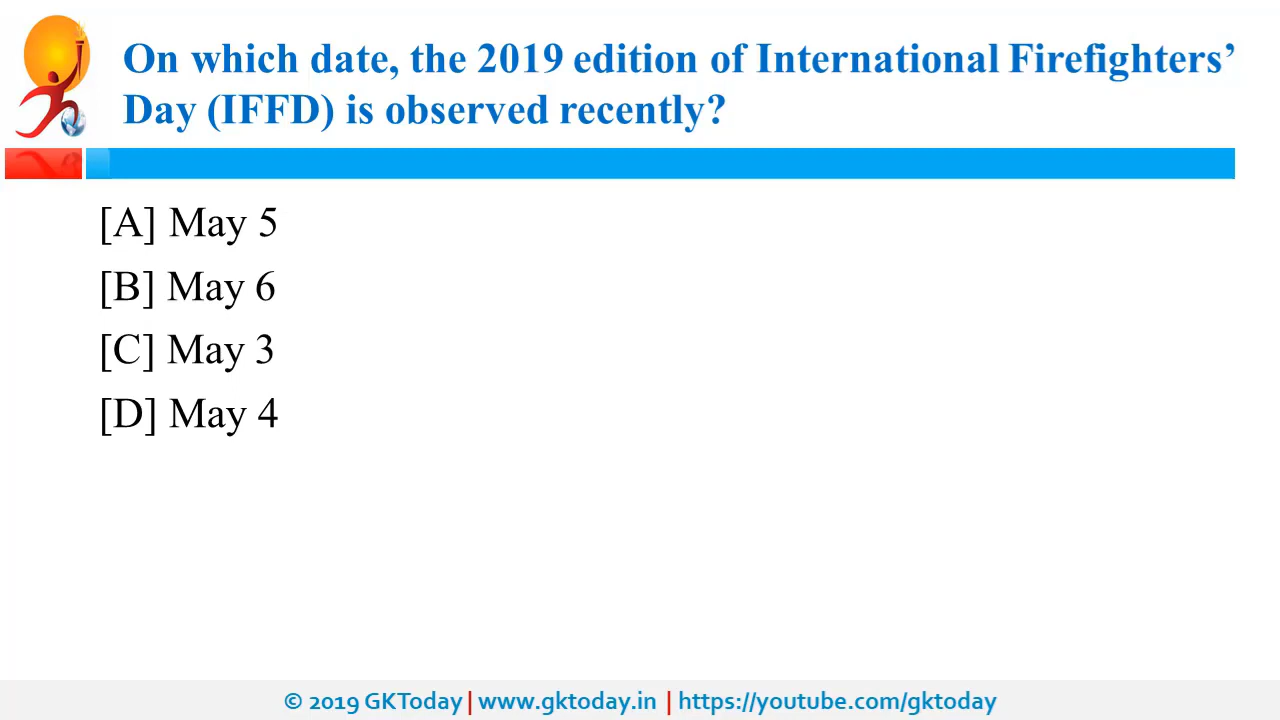 On which date, the 2019 edition of International Firefighters’
Day (IFFD) is observed recently?
[A] May 5
[B] May 6
[C] May 3
[D] May 4
© 2019 GKToday | www.gktoday.in | https://youtube.com/gktoday